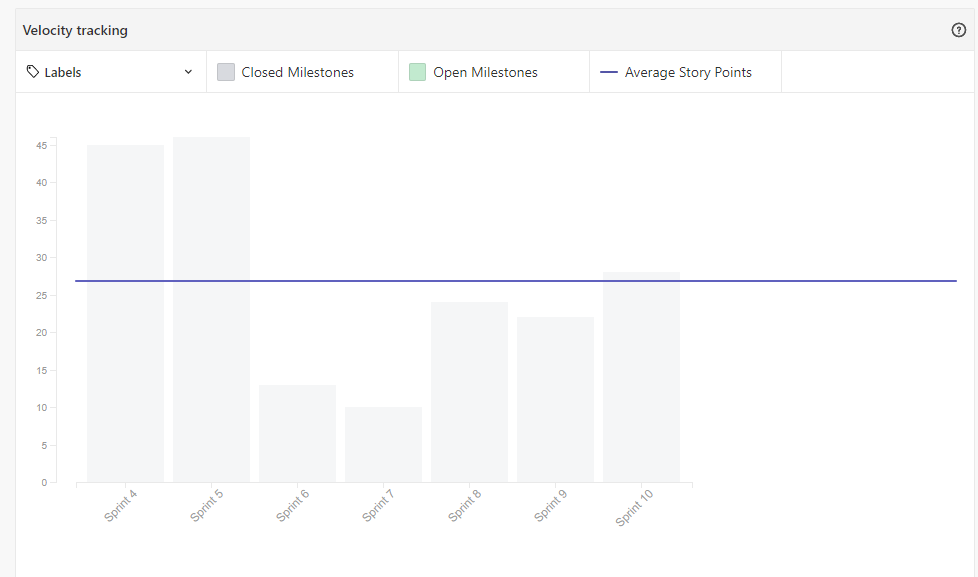 Velocity tracking
Labels
Closed Milestones
Open Milestones
Average Story Points
45
40
35
30
25
20
15
10
5
0
Sprint 4
Sprint 5
Sprint 6
Sprint 7
Sprint 8
Sprint 9
Sprint 10